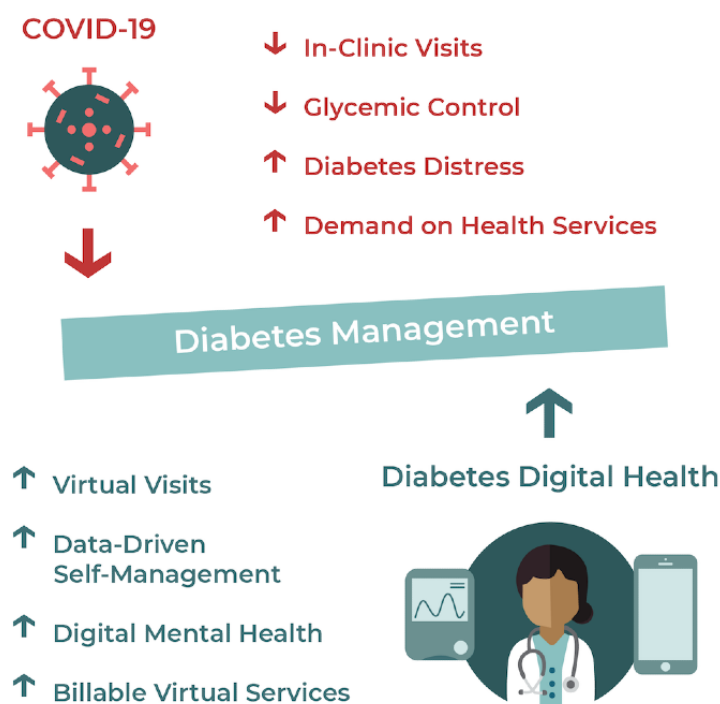 COVID-19
↓ In-Clinic Visits
↓ Glycemic Control
↑ Diabetes Distress
↑ Demand on Health Services
Diabetes Management
Diabetes Digital Health
↑ Virtual Visits
↑ Data-Driven
Self-Management
↑ Digital Mental Health
↑ Billable Virtual Services